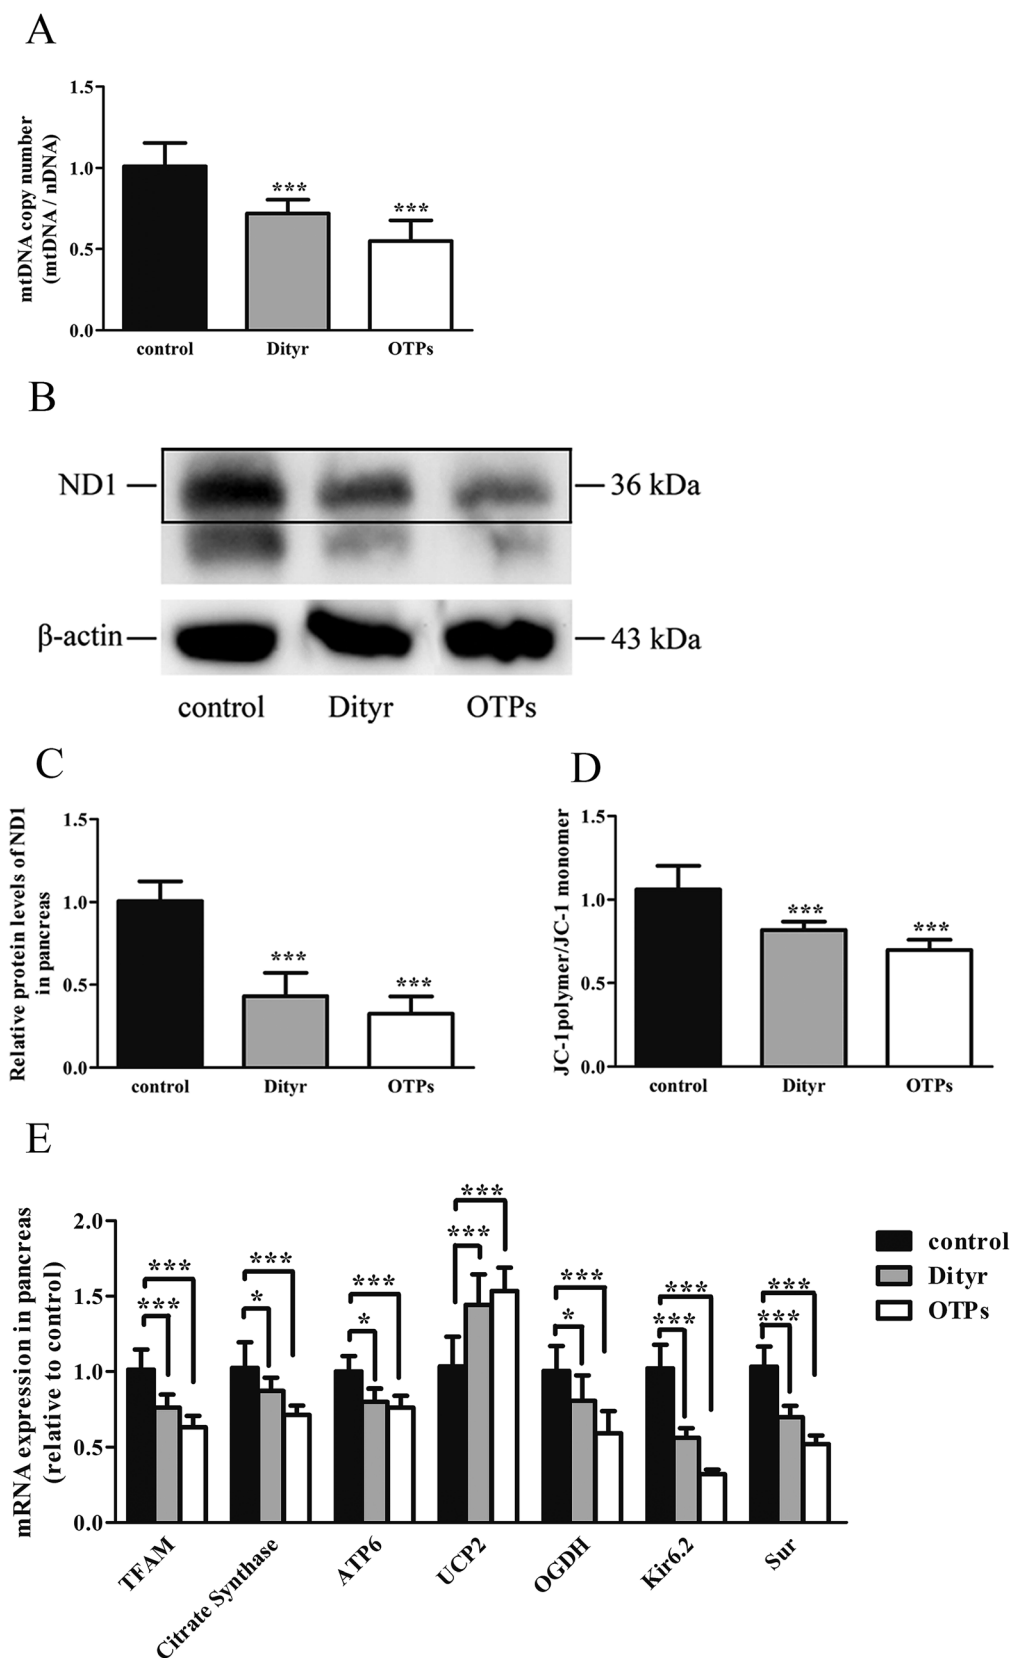 A
mtDNA copy number
(mtDNA / nDNA)
1.5
1.0
0.5
0.0
***
***
control
Dityr
OTPs
B
ND1
36 kDa
β-actin
43 kDa
control
Dityr
OTPs
C
Relative protein levels of ND1
in pancreas
1.5
1.0
0.5
0.0
***
***
control
Dityr
OTPs
D
JC-1polymer/JC-1 monomer
1.5
1.0
0.5
0.0
***
***
control
Dityr
OTPs
E
mRNA expression in pancreas
(relative to control)
2.0
1.5
1.0
0.5
0.0
***
***
***
*
***
*
***
***
***
*
***
***
***
***
TFAM
Citrate Synthase
ATP6
UCP2
OGDH
Kir6.2
Sur
control
Dityr
OTPs